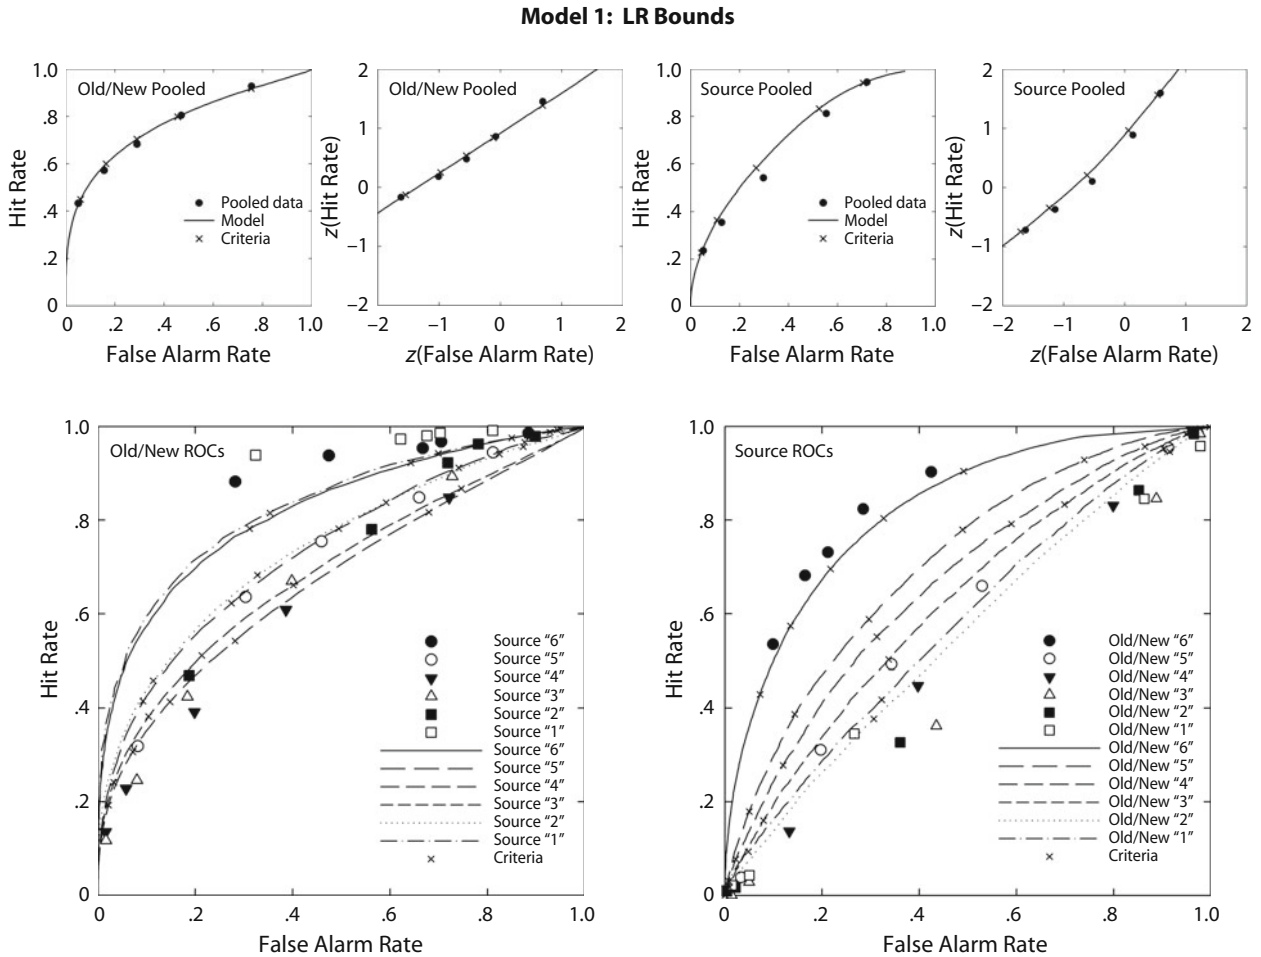 Model 1: LR Bounds
1.0
.8
.6
.4
.2
0
Hit Rate
Old/New Pooled
Pooled data
Model
Criteria
0 .2 .4 .6 .8 1.0
False Alarm Rate
2
1
0
−1
−2
z(Hit Rate)
Old/New Pooled
−2 −1 0 1 2
z(False Alarm Rate)
1.0
.8
.6
.4
.2
0
Hit Rate
Source Pooled
Pooled data
Model
Criteria
0 .2 .4 .6 .8 1.0
False Alarm Rate
2
1
0
−1
−2
z(Hit Rate)
Source Pooled
−2 −1 0 1 2
z(False Alarm Rate)
1.0
.8
.6
.4
.2
0
Hit Rate
Old/New ROCs
Source “6”
Source “5”
Source “4”
Source “3”
Source “2”
Source “1”
Source “6”
Source “5”
Source “4”
Source “3”
Source “2”
Source “1”
Criteria
0 .2 .4 .6 .8 1.0
False Alarm Rate
1.0
.8
.6
.4
.2
0
Hit Rate
Source ROCs
Old/New “6”
Old/New “5”
Old/New “4”
Old/New “3”
Old/New “2”
Old/New “1”
Old/New “6”
Old/New “5”
Old/New “4”
Old/New “3”
Old/New “2”
Old/New “1”
Criteria
0 .2 .4 .6 .8 1.0
False Alarm Rate